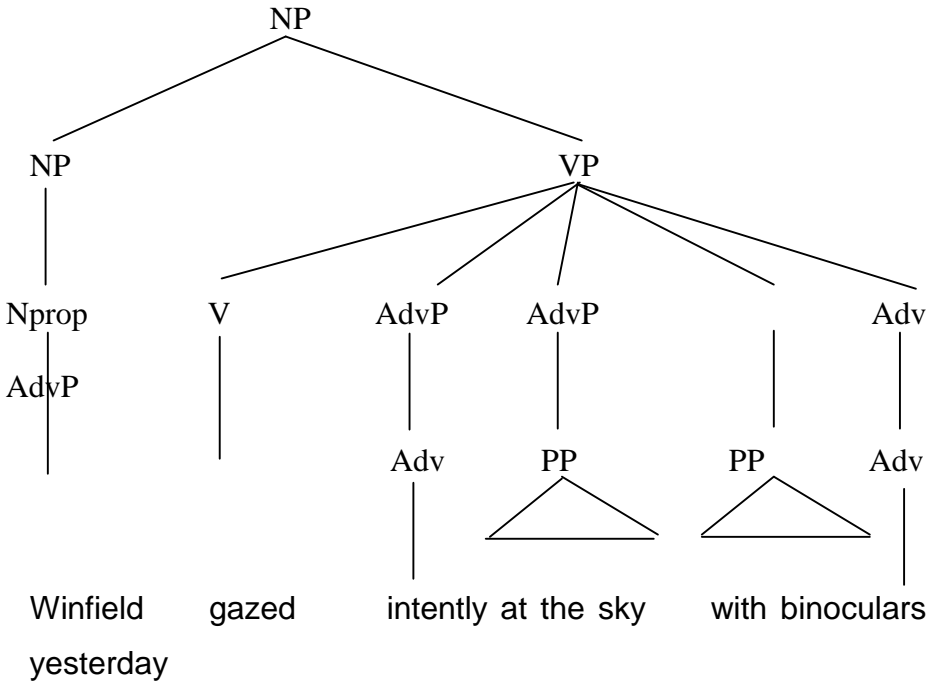 NP
NP VP
Nprop V AdvP AdvP Adv
AdvP
Adv PP PP Adv
Winfield gazed intently at the sky with binoculars
yesterday